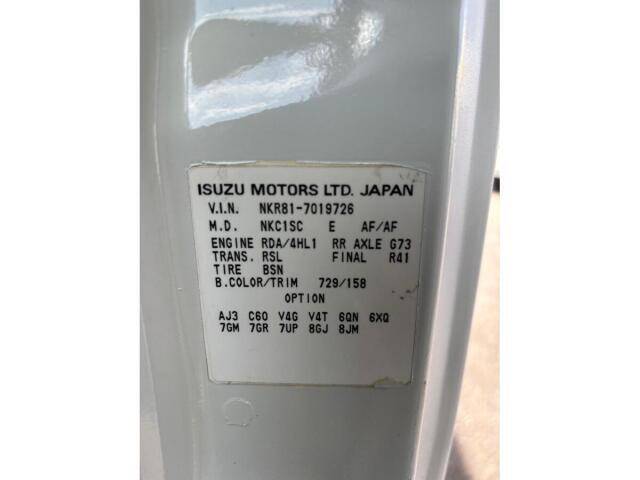 ISUZU MOTORS LTD. JAPAN
V.I.N. NKR81-7019726
M.D. NKC1SC E AF/AF
ENGINE RDA/4HL1 RR AXLE G73
TRANS. RSL FINAL R41
TIRE BSN
B.COLOR/TRIM 729/158
OPTION
AJ3 C60 V4G V4T 6QN 6XQ
7GM 7GR 7UP 8GJ 8JM